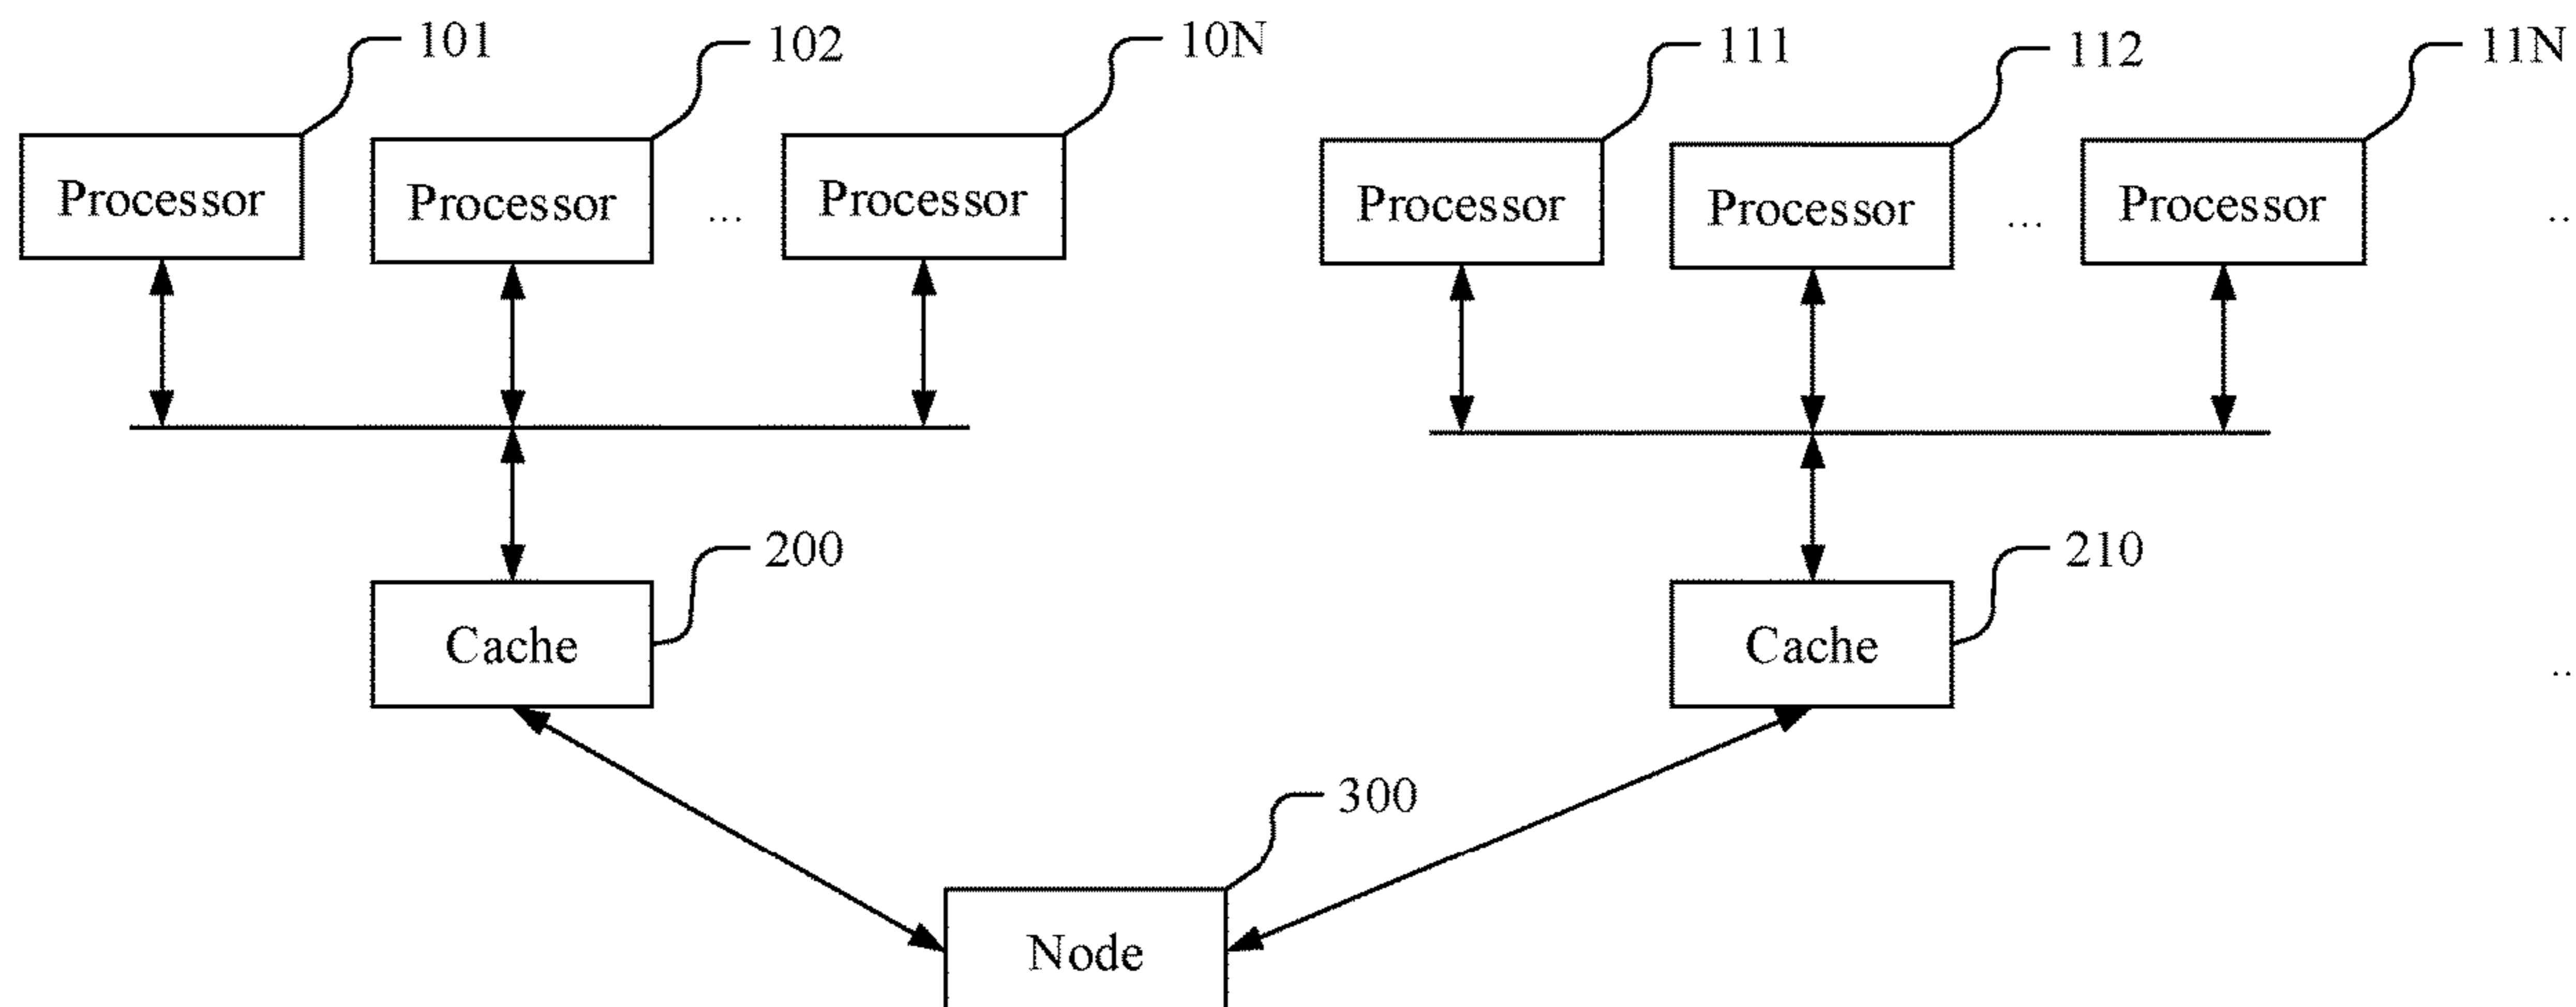 101 102 10N 111 112 11N
Processor Processor ... Processor Processor Processor ... Processor ..
200 210
Cache Cache ..
300
Node